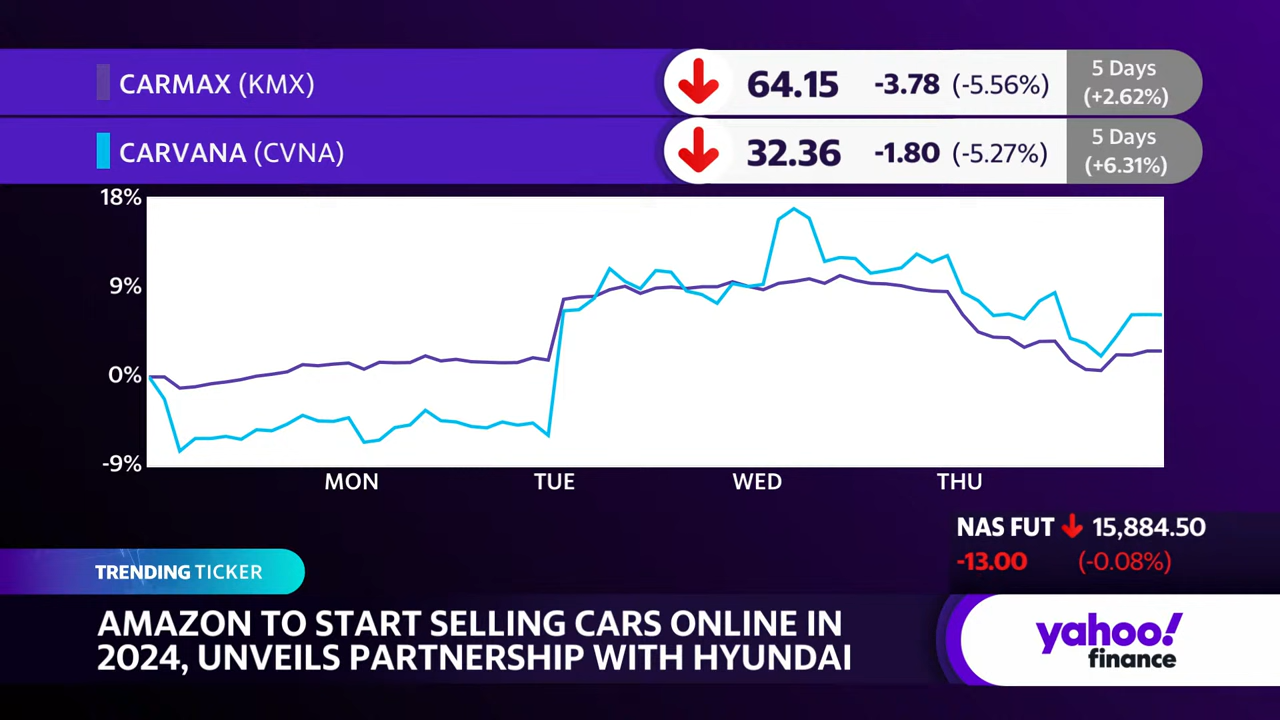 CARMAX (KMX) 64.15 -3.78 (-5.56%) 5 Days (+2.62%)
CARVANA (CVNA) 32.36 -1.80 (-5.27%) 5 Days (+6.31%)
18%
9%
0%
-9%
MON TUE WED THU
NAS FUT 15,884.50
-13.00 (-0.08%)
TRENDING TICKER
AMAZON TO START SELLING CARS ONLINE IN
2024, UNVEILS PARTNERSHIP WITH HYUNDAI
yahoo!
finance